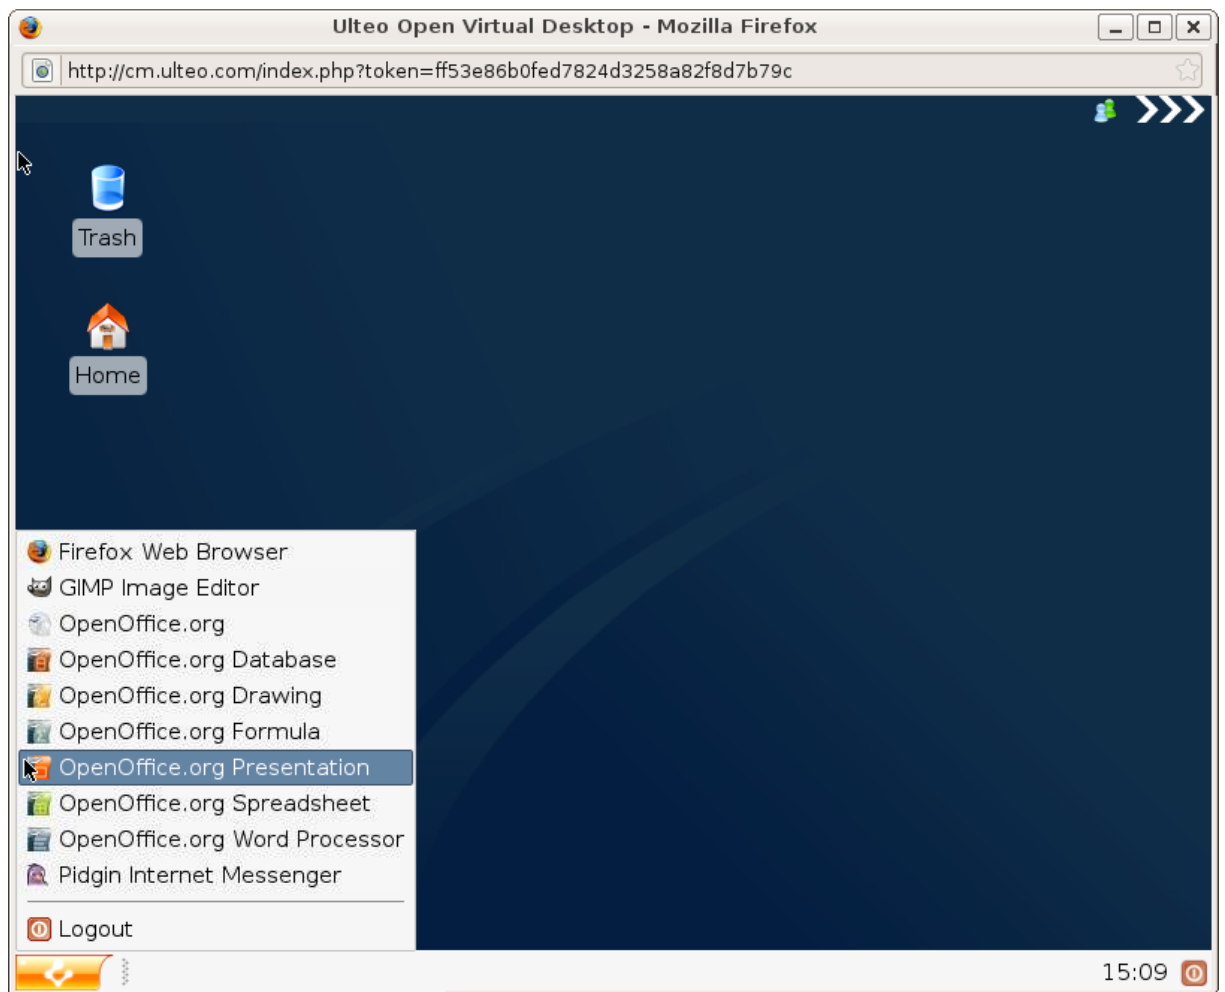 Ulteo Open Virtual Desktop - Mozilla Firefox
http://cm.ulteo.com/index.php?token=ff53e86b0fed7824d3258a82f8d7b79c
Trash
Home
Firefox Web Browser
GIMP Image Editor
OpenOffice.org
OpenOffice.org Database
OpenOffice.org Drawing
OpenOffice.org Formula
OpenOffice.org Presentation
OpenOffice.org Spreadsheet
OpenOffice.org Word Processor
Pidgin Internet Messenger
Logout
15:09